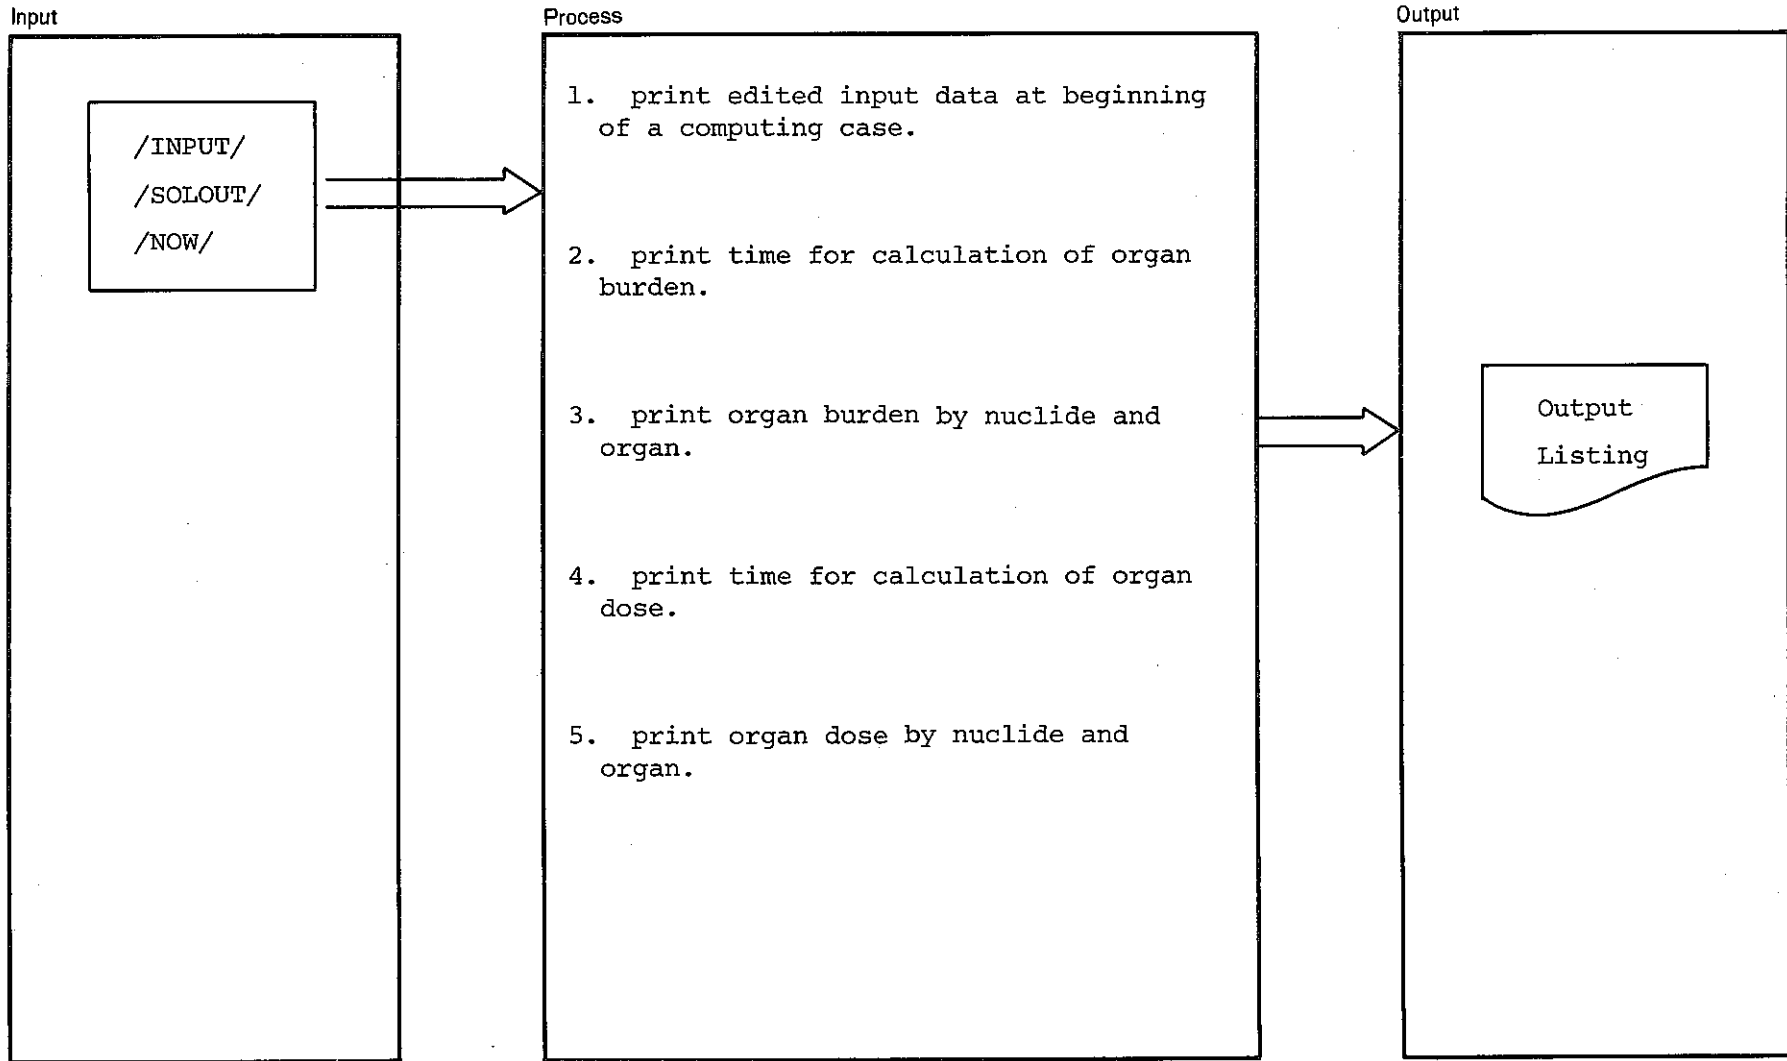 Input
Process
Output
/INPUT/
/SOLOUT/
/NOW/
1. print edited input data at beginning
of a computing case.
2. print time for calculation of organ
burden.
3. print organ burden by nuclide and
organ.
4. print time for calculation of organ
dose.
5. print organ dose by nuclide and
organ.
Output
Listing